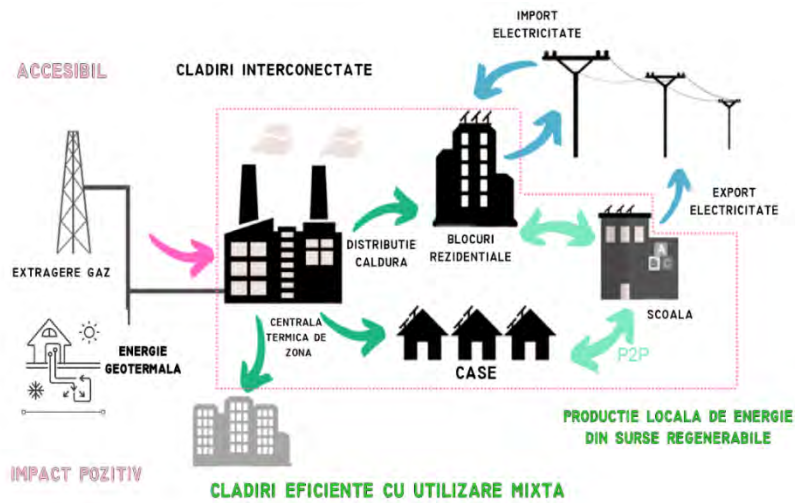 IMPORT
ELECTRICITATE
ACCESIBIL
CLADIRI INTERCONECTATE
EXPORT
ELECTRICITATE
DISTRIBUTIE
CALDURA
BLOCURI
REZIDENTIALE
A
B C
SCOALA
EXTRAGERE GAZ
CENTRALA
TERMICA DE
ZONA
ENERGIE
GEOTERMALA
CASE
P2P
PRODUCTIE LOCALA DE ENERGIE
DIN SURSE REGENERABILE
IMPACT POZITIV
CLADIRI EFICIENTE CU UTILIZARE MIXTA